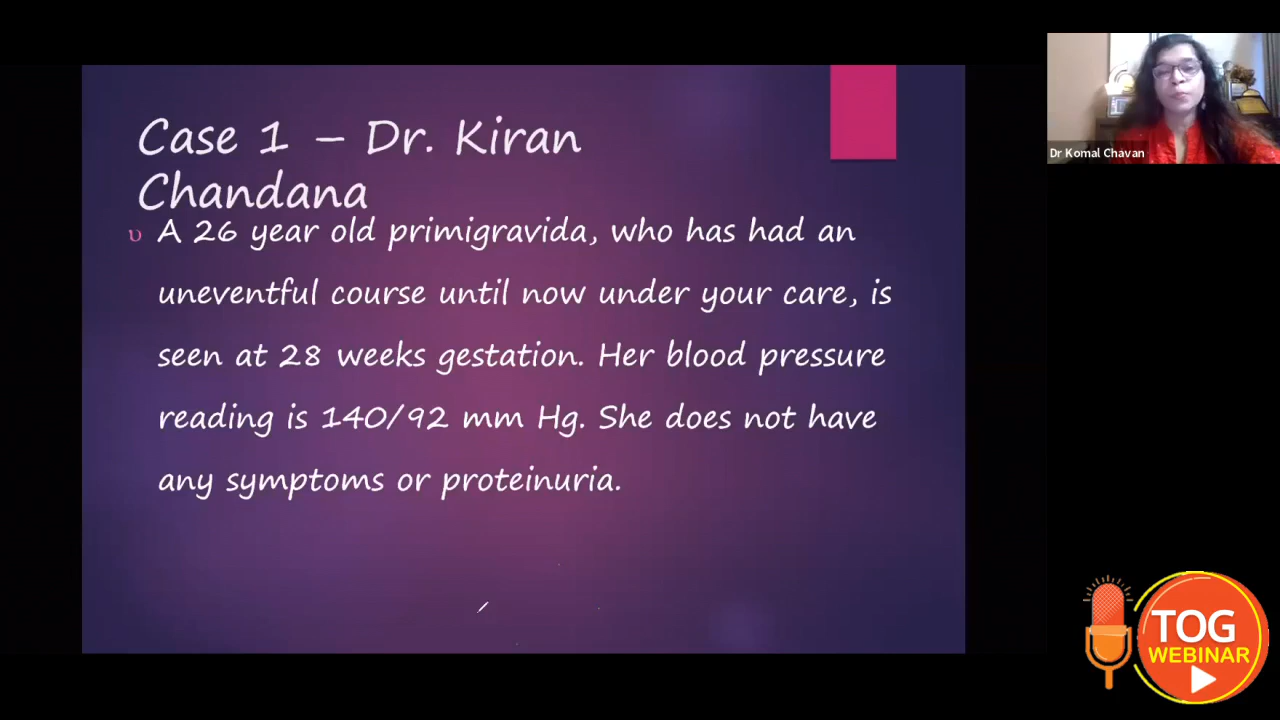 Case 1 – Dr. Kiran
Chandana
υ A 26 year old primigravida, who has had an
uneventful course until now under your care, is
seen at 28 weeks gestation. Her blood pressure
reading is 140/92 mm Hg. She does not have
any symptoms or proteinuria.
Dr Komal Chavan
TOG
WEBINAR